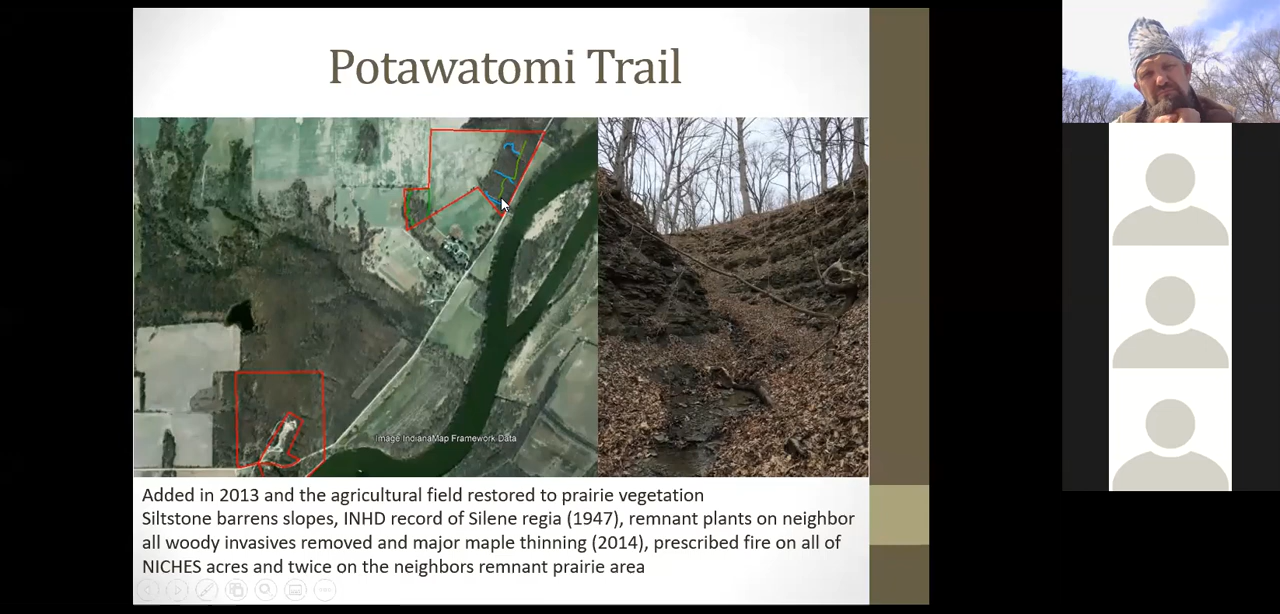 Potawatomi Trail
Image IndianaMap Framework Data
Added in 2013 and the agricultural field restored to prairie vegetation
Siltstone barrens slopes, INHD record of Silene regia (1947), remnant plants on neighbor
all woody invasives removed and major maple thinning (2014), prescribed fire on all of
NICHES acres and twice on the neighbors remnant prairie area